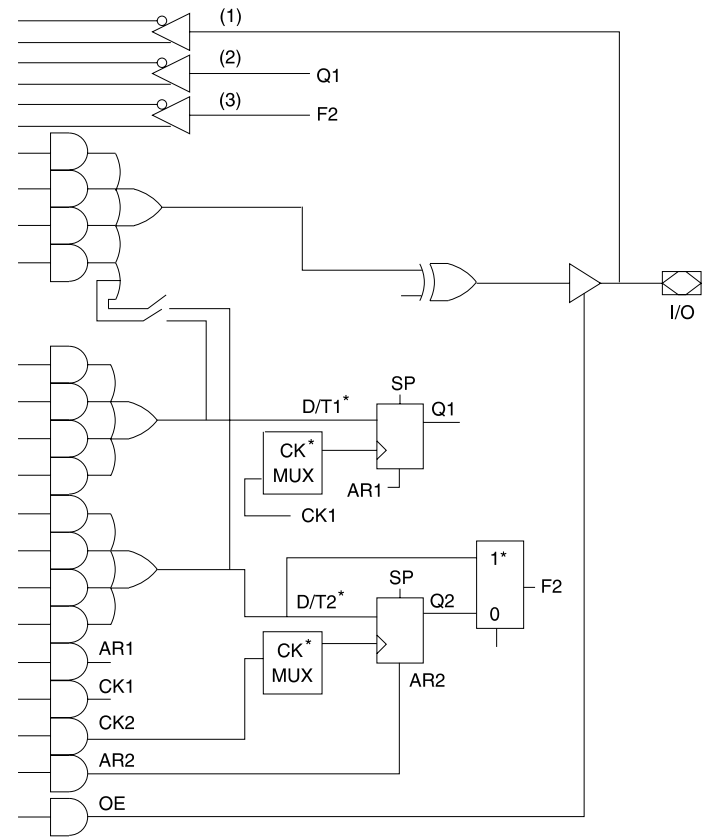 (1)
(2)
Q1
(3)
F2
I/O
SP
D/T1*
Q1
CK*
MUX
AR1
CK1
1*
SP
F2
D/T2*
Q2
0
CK*
MUX
AR1
AR2
CK1
CK2
AR2
OE